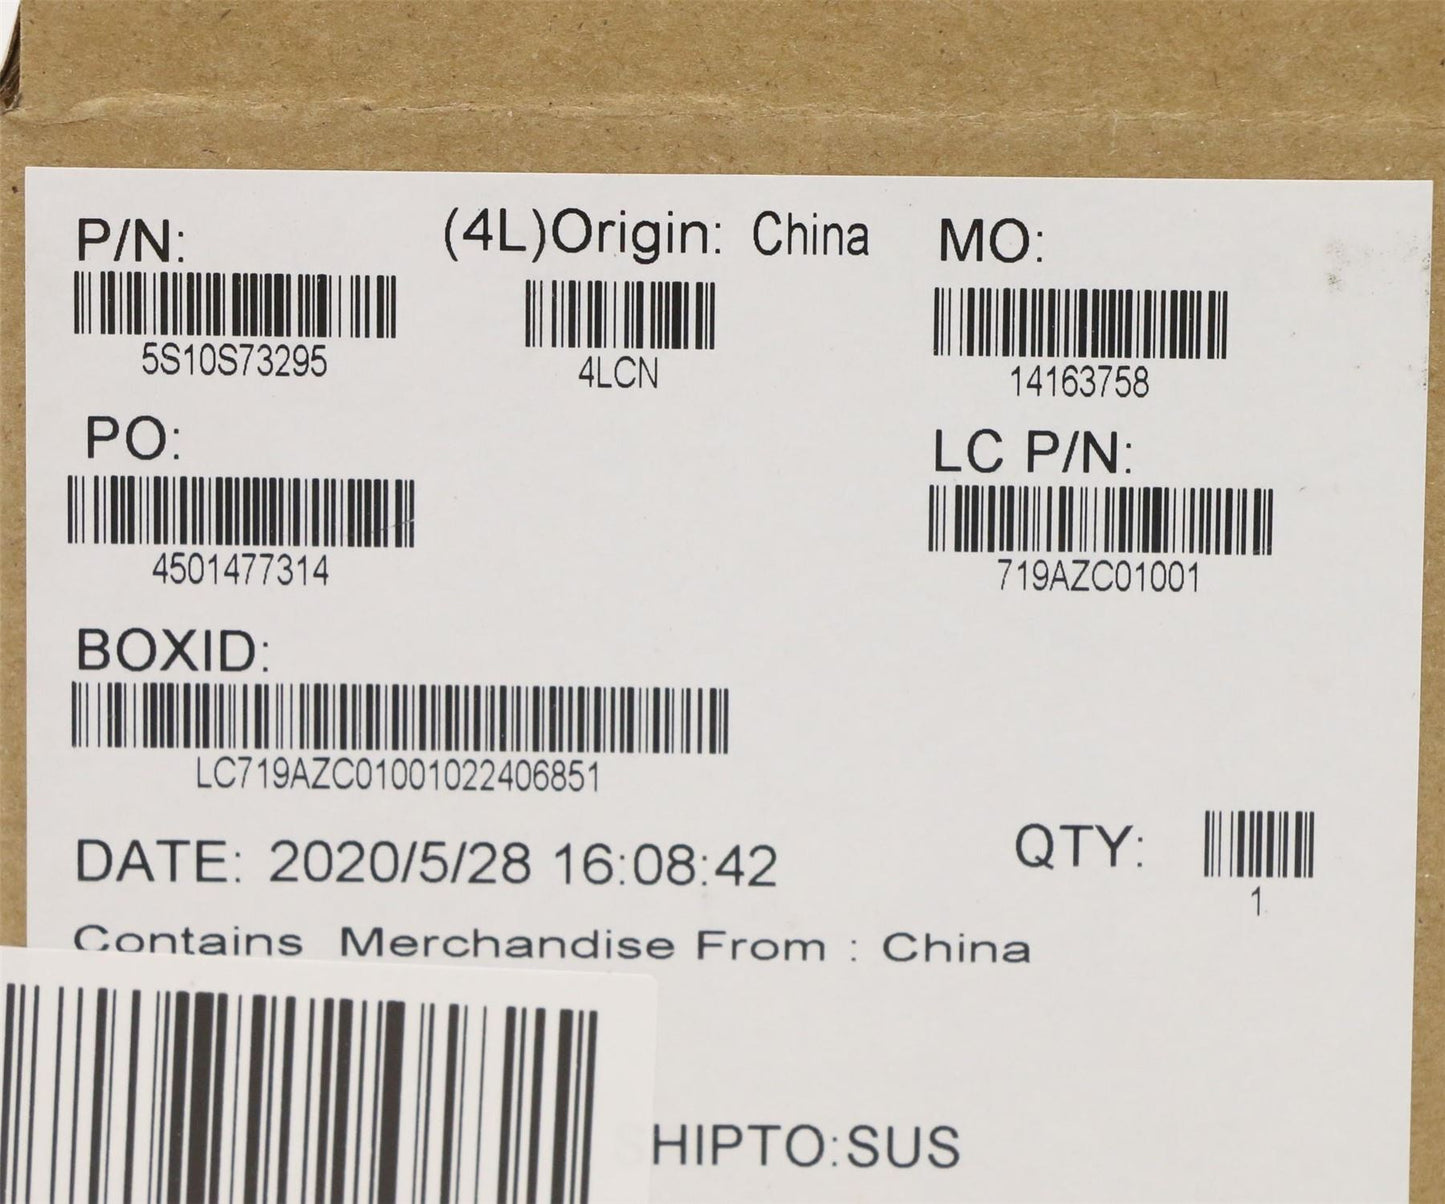 P/N: (4L)Origin: China MO:
5S10S73295 4LCN 14163758
PO: LC P/N:
4501477314 719AZC01001
BOXID:
LC719AZC01001022406851
DATE: 2020/5/28 16:08:42 QTY:
1
Contains Merchandise From : China
SHIPTO:SUS